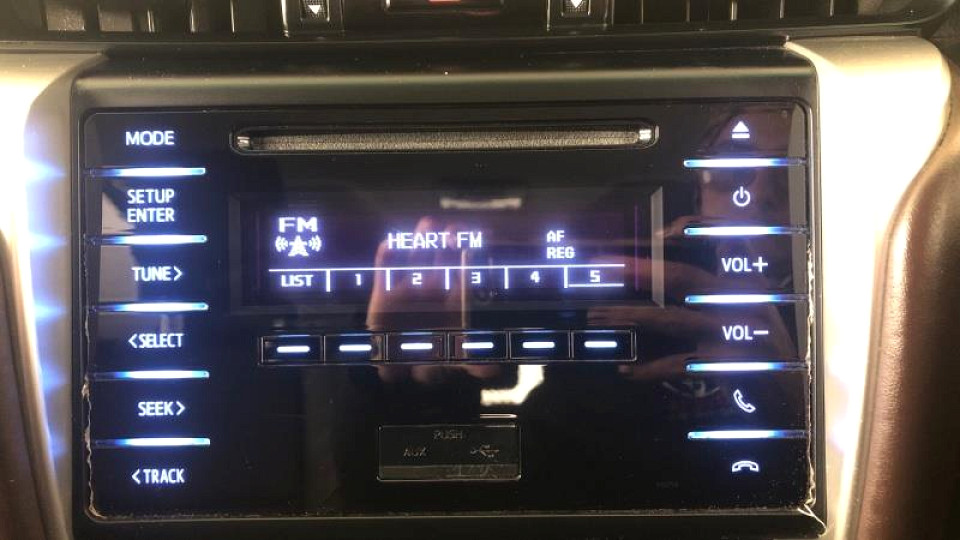 MODE
SETUP
ENTER
TUNE>
<SELECT
SEEK>
<TRACK
FM
HEART FM
AF
REG
LIST 1 2 3 4 5
VOL+
VOL-
PUSH
AUX